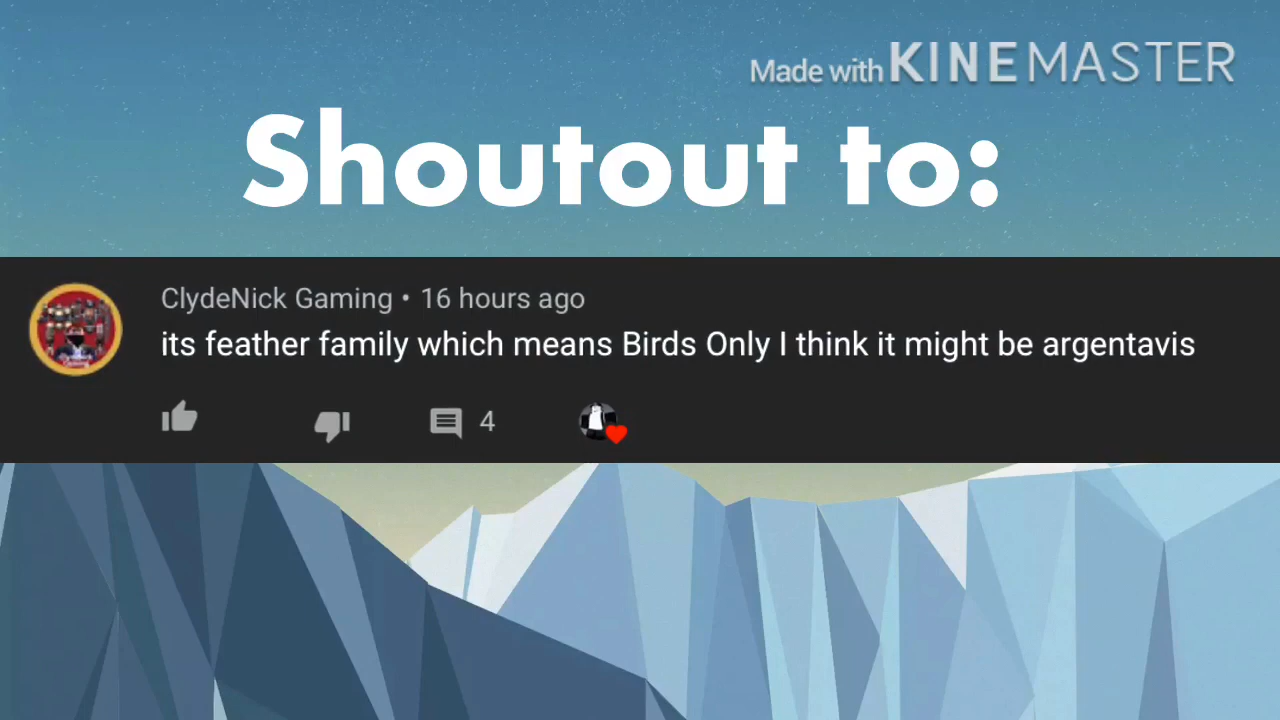 Made with KINEMASTER
Shoutout to:
ClydeNick Gaming • 16 hours ago
its feather family which means Birds Only I think it might be argentavis
4